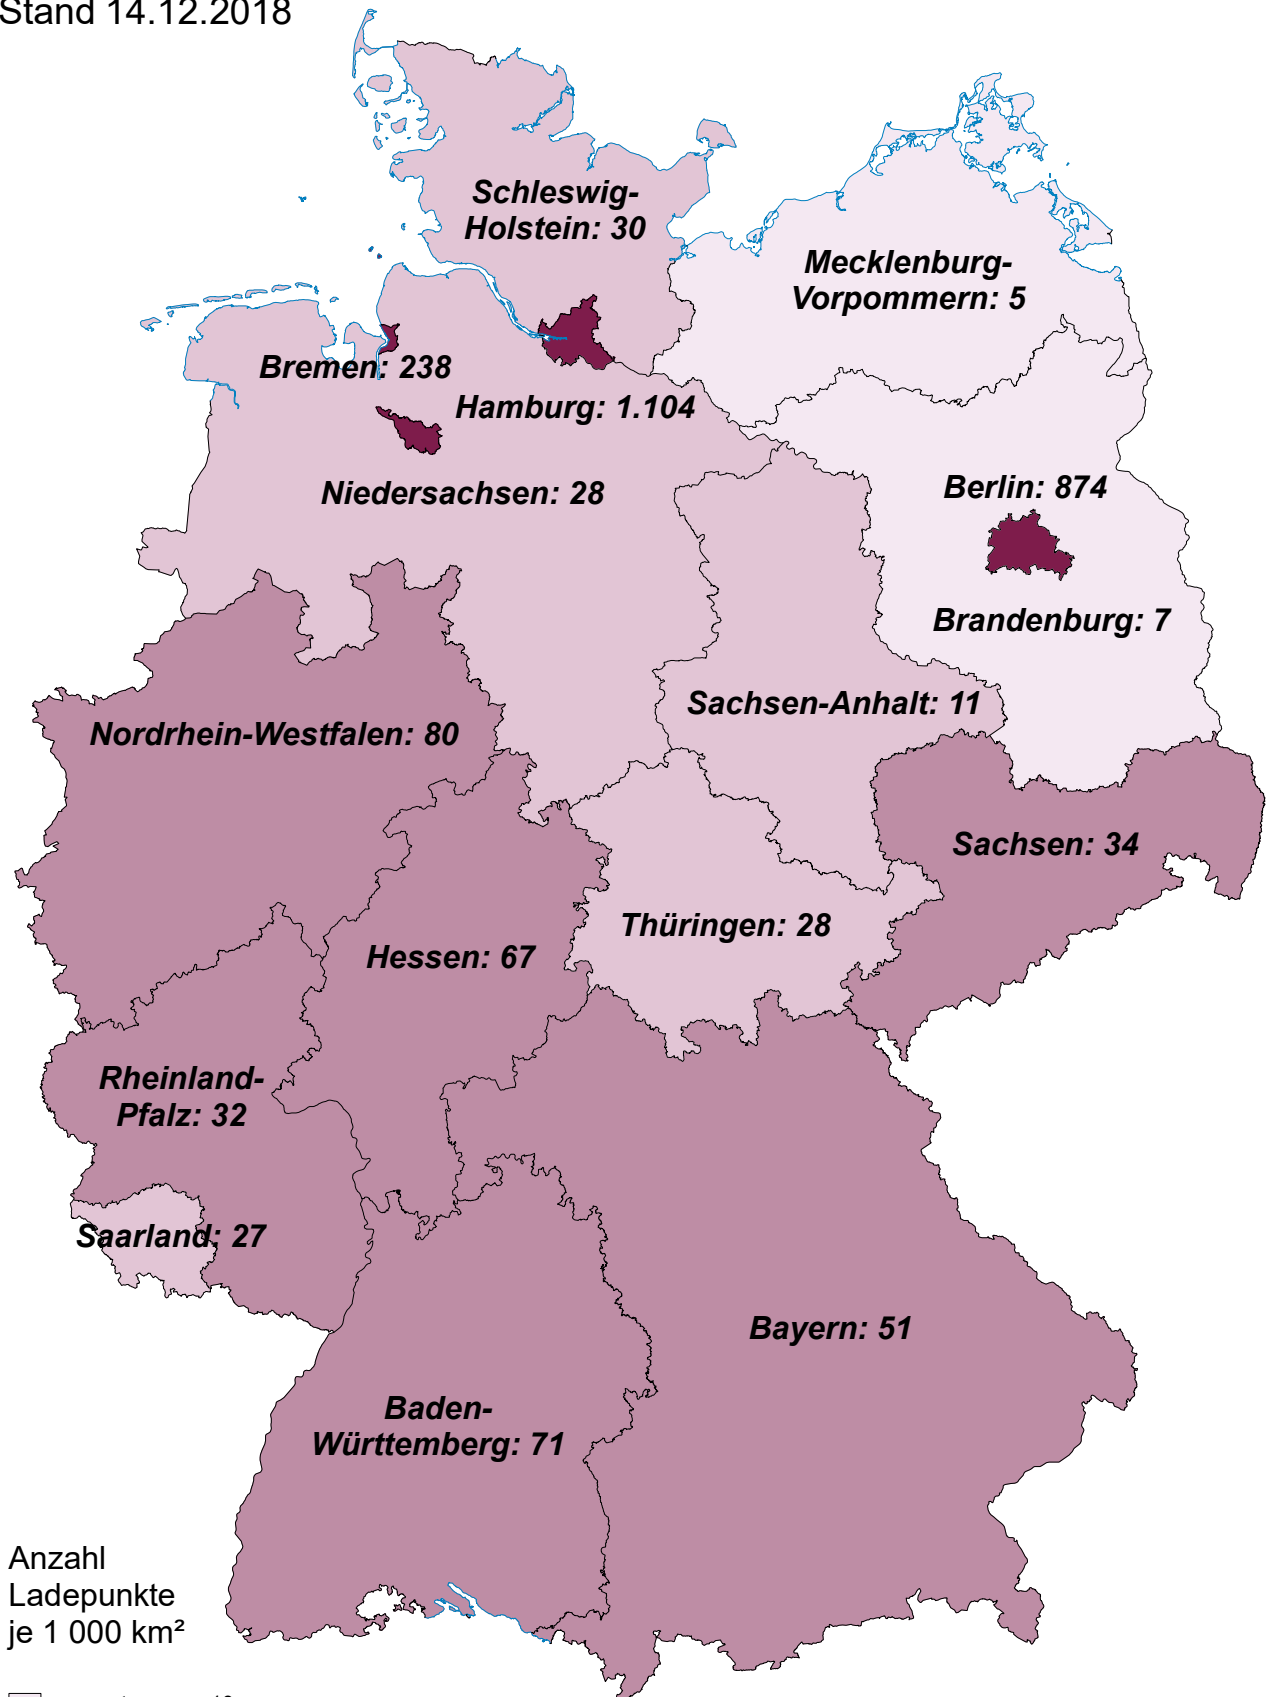 Stand 14.12.2018
Schleswig-
Holstein: 30
Mecklenburg-
Vorpommern: 5
Bremen: 238
Hamburg: 1.104
Niedersachsen: 28
Berlin: 874
Brandenburg: 7
Sachsen-Anhalt: 11
Nordrhein-Westfalen: 80
Sachsen: 34
Thüringen: 28
Hessen: 67
Rheinland-
Pfalz: 32
Saarland: 27
Bayern: 51
Baden-
Württemberg: 71
Anzahl
Ladepunkte
je 1 000 km²